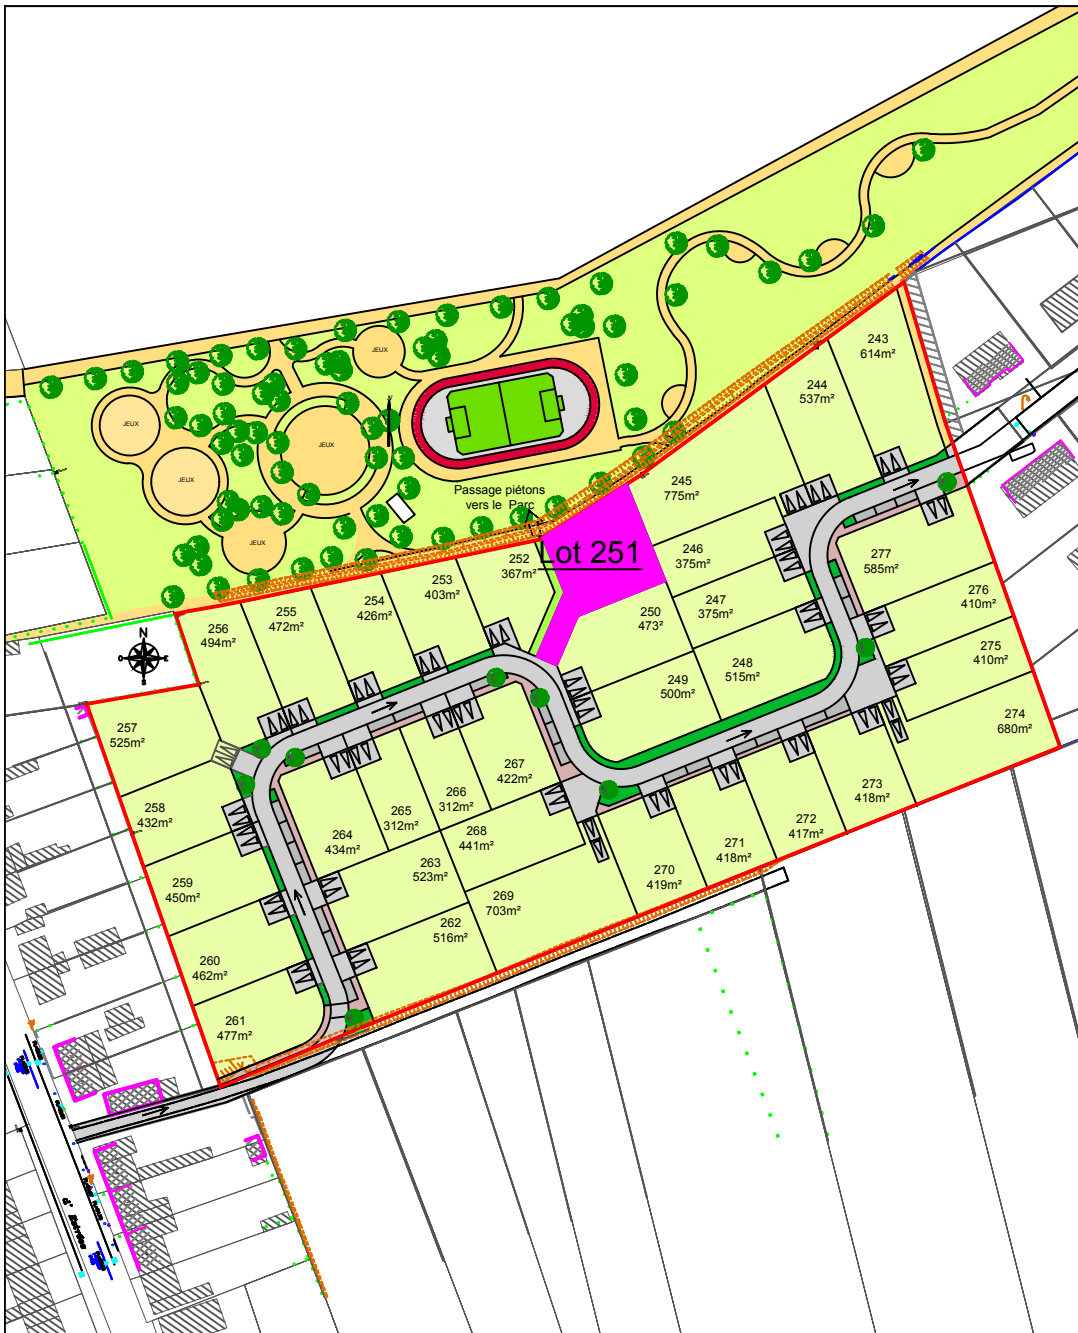 JEUX
JEUX
JEUX
JEUX
JEUX
Passage piétons
vers le Parc
Lot 251
243
614m²
244
537m²
245
775m²
246
375m²
247
375m²
248
515m²
249
500m²
250
473m²
252
367m²
253
403m²
254
426m²
255
472m²
256
494m²
N
E
S
O
257
525m²
258
432m²
259
450m²
260
462m²
261
477m²
262
516m²
263
523m²
264
434m²
265
312m²
266
312m²
267
422m²
268
441m²
269
703m²
270
419m²
271
418m²
272
417m²
273
418m²
274
680m²
275
410m²
276
410m²
277
585m²